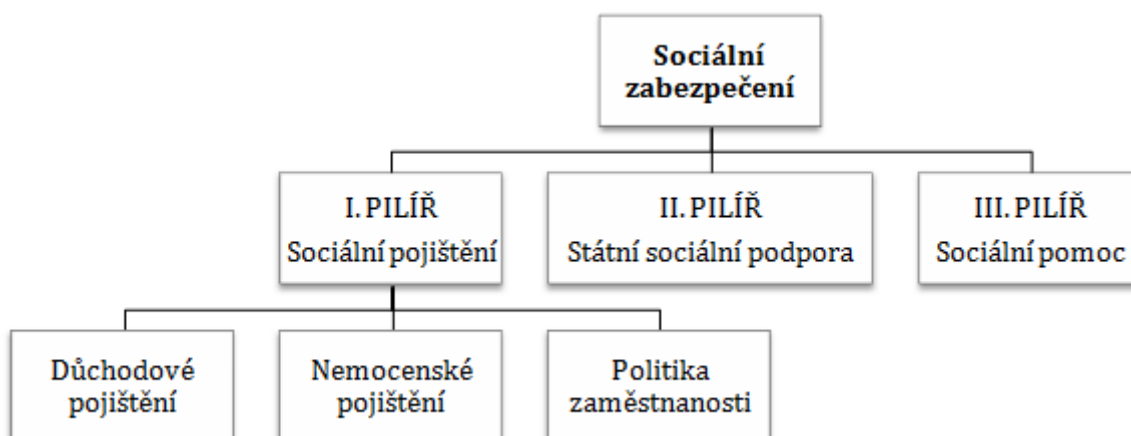 Sociální
zabezpečení
I. PILÍŘ
Sociální pojištění
II. PILÍŘ
Státní sociální podpora
III. PILÍŘ
Sociální pomoc
Důchodové
pojištění
Nemocenské
pojištění
Politika
zaměstnanosti